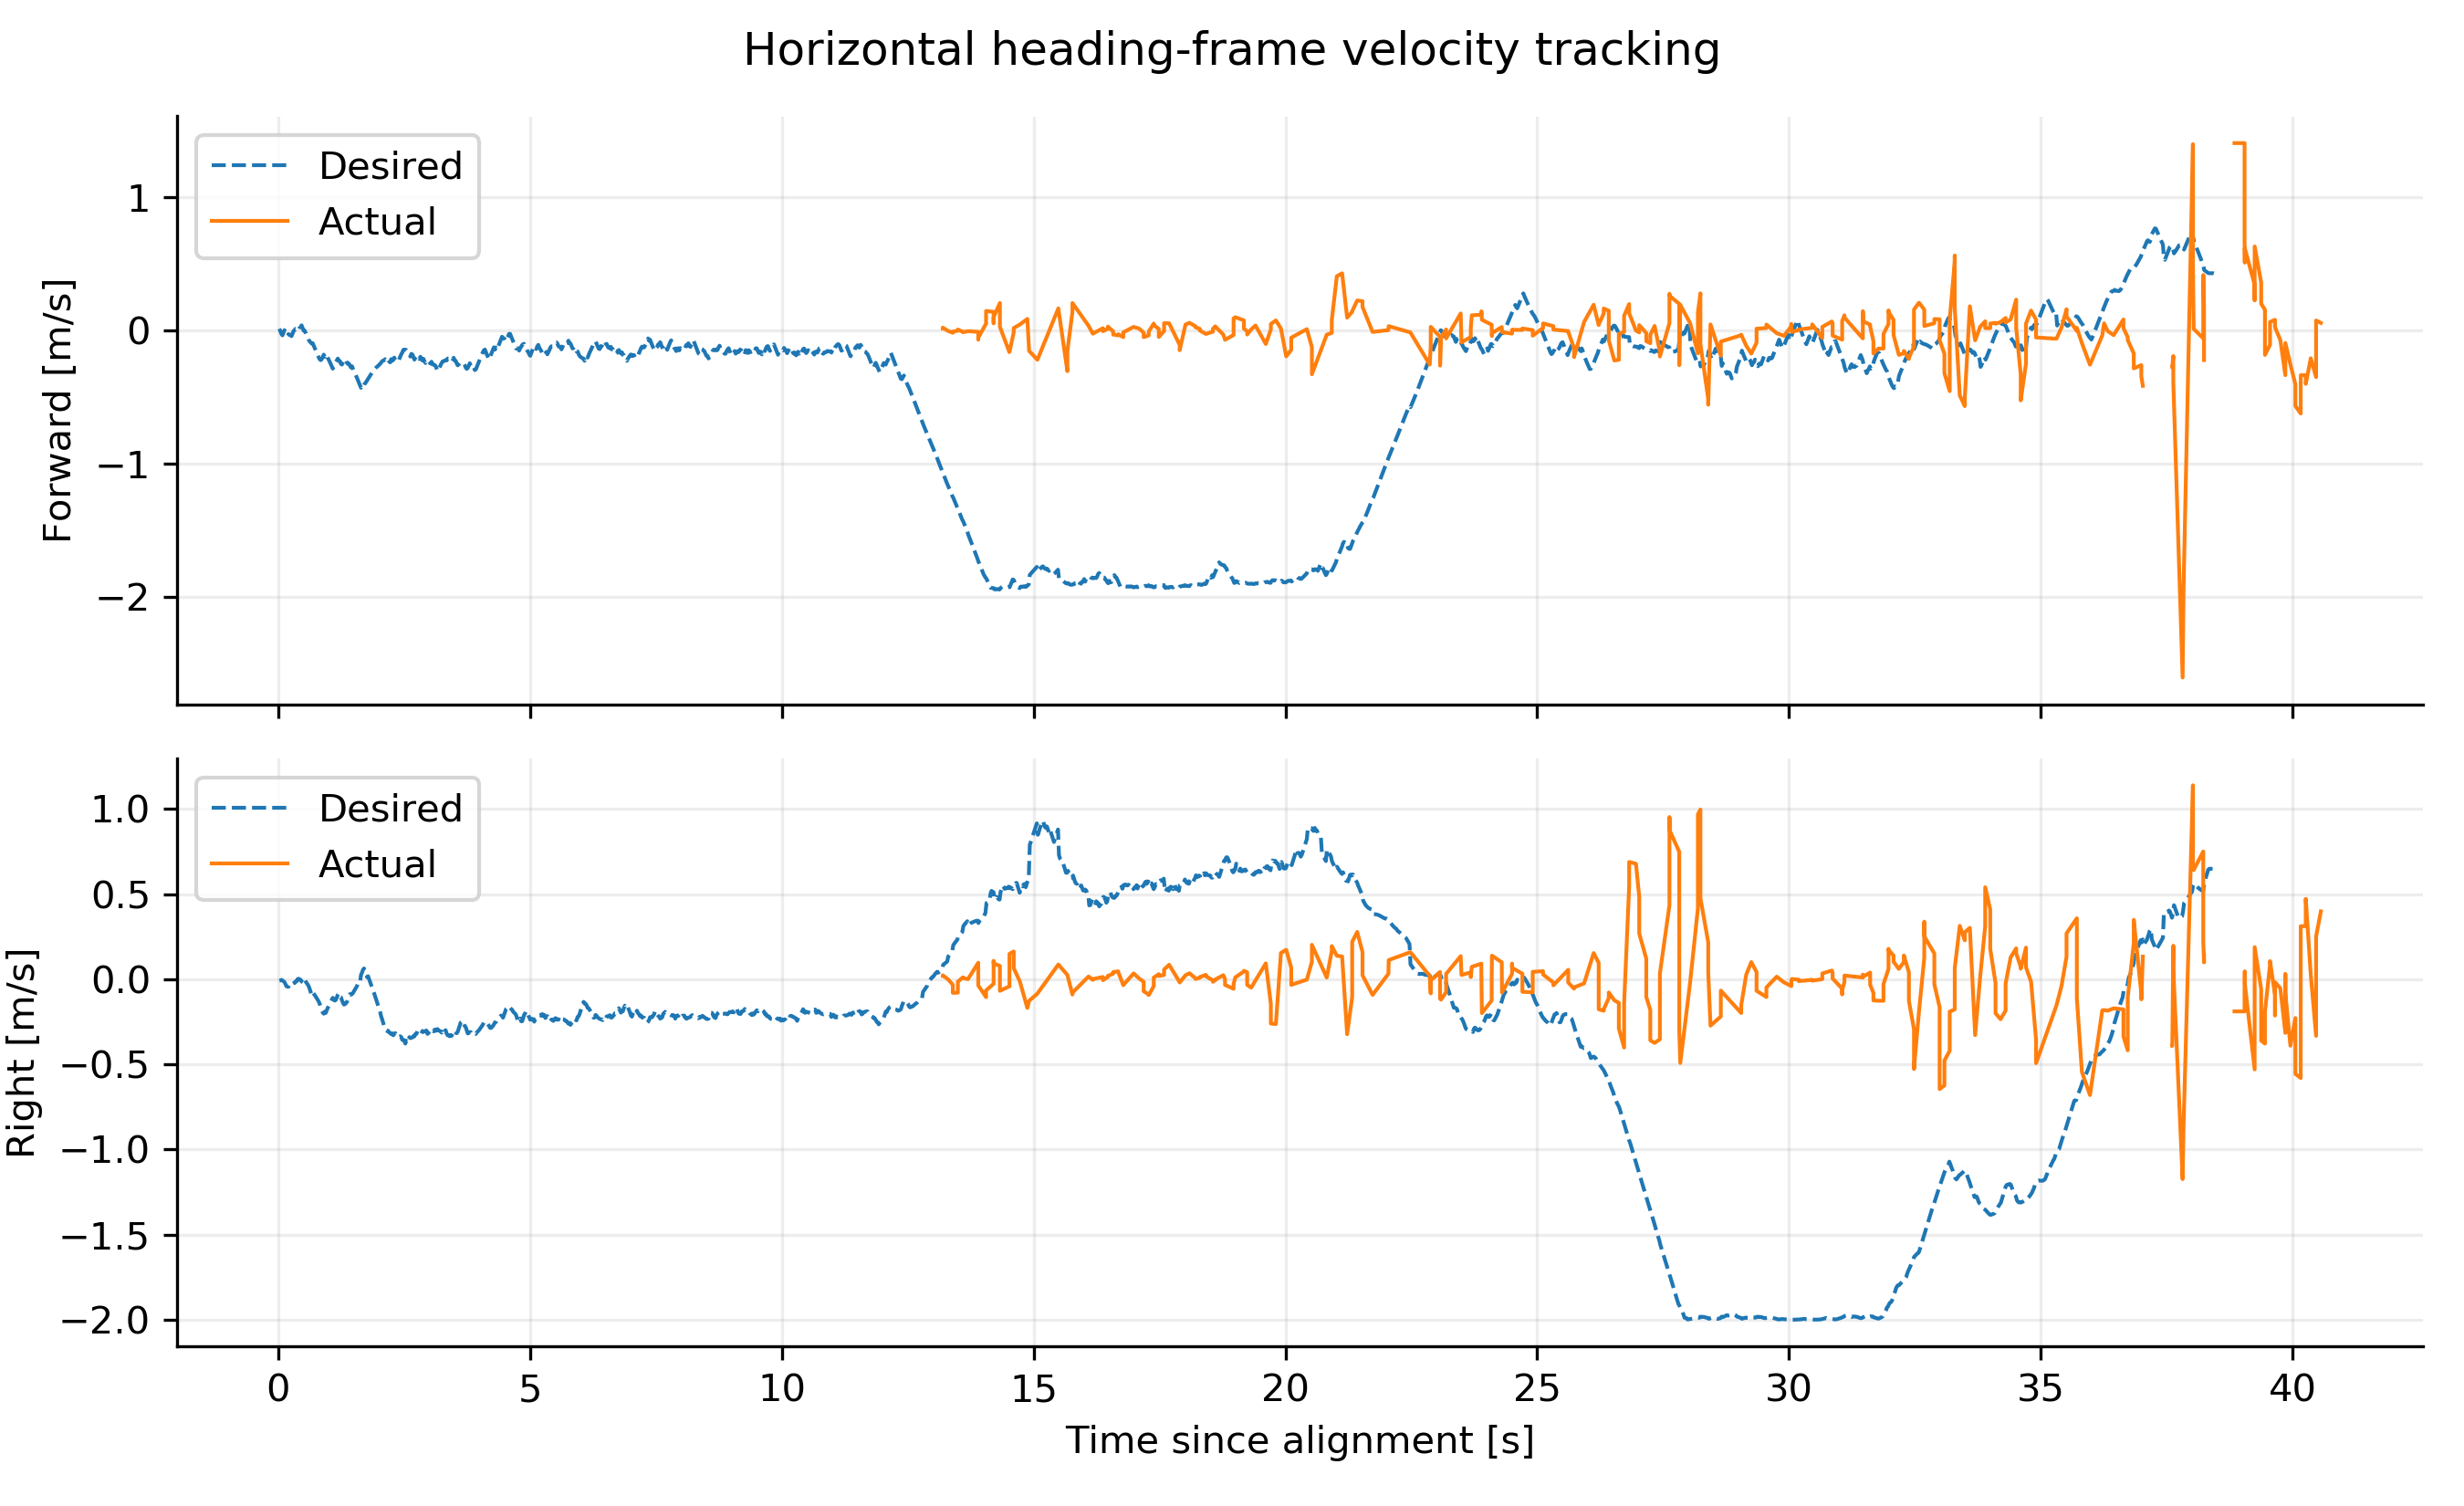 Horizontal heading-frame velocity tracking
Desired
Actual
Forward [m/s]
1
0
−1
−2
Desired
Actual
Right [m/s]
1.0
0.5
0.0
−0.5
−1.0
−1.5
−2.0
0 5 10 15 20 25 30 35 40
Time since alignment [s]